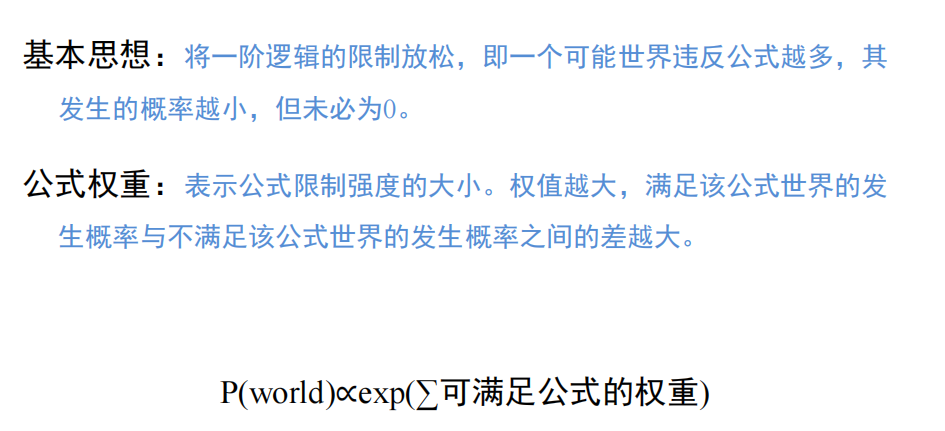 基本思想：将一阶逻辑的限制放松，即一个可能世界违反公式越多，其
发生的概率越小，但未必为0。
公式权重：表示公式限制强度的大小。权值越大，满足该公式世界的发
生概率与不满足该公式世界的发生概率之间的差越大。
P(world)∝exp(∑可满足公式的权重)